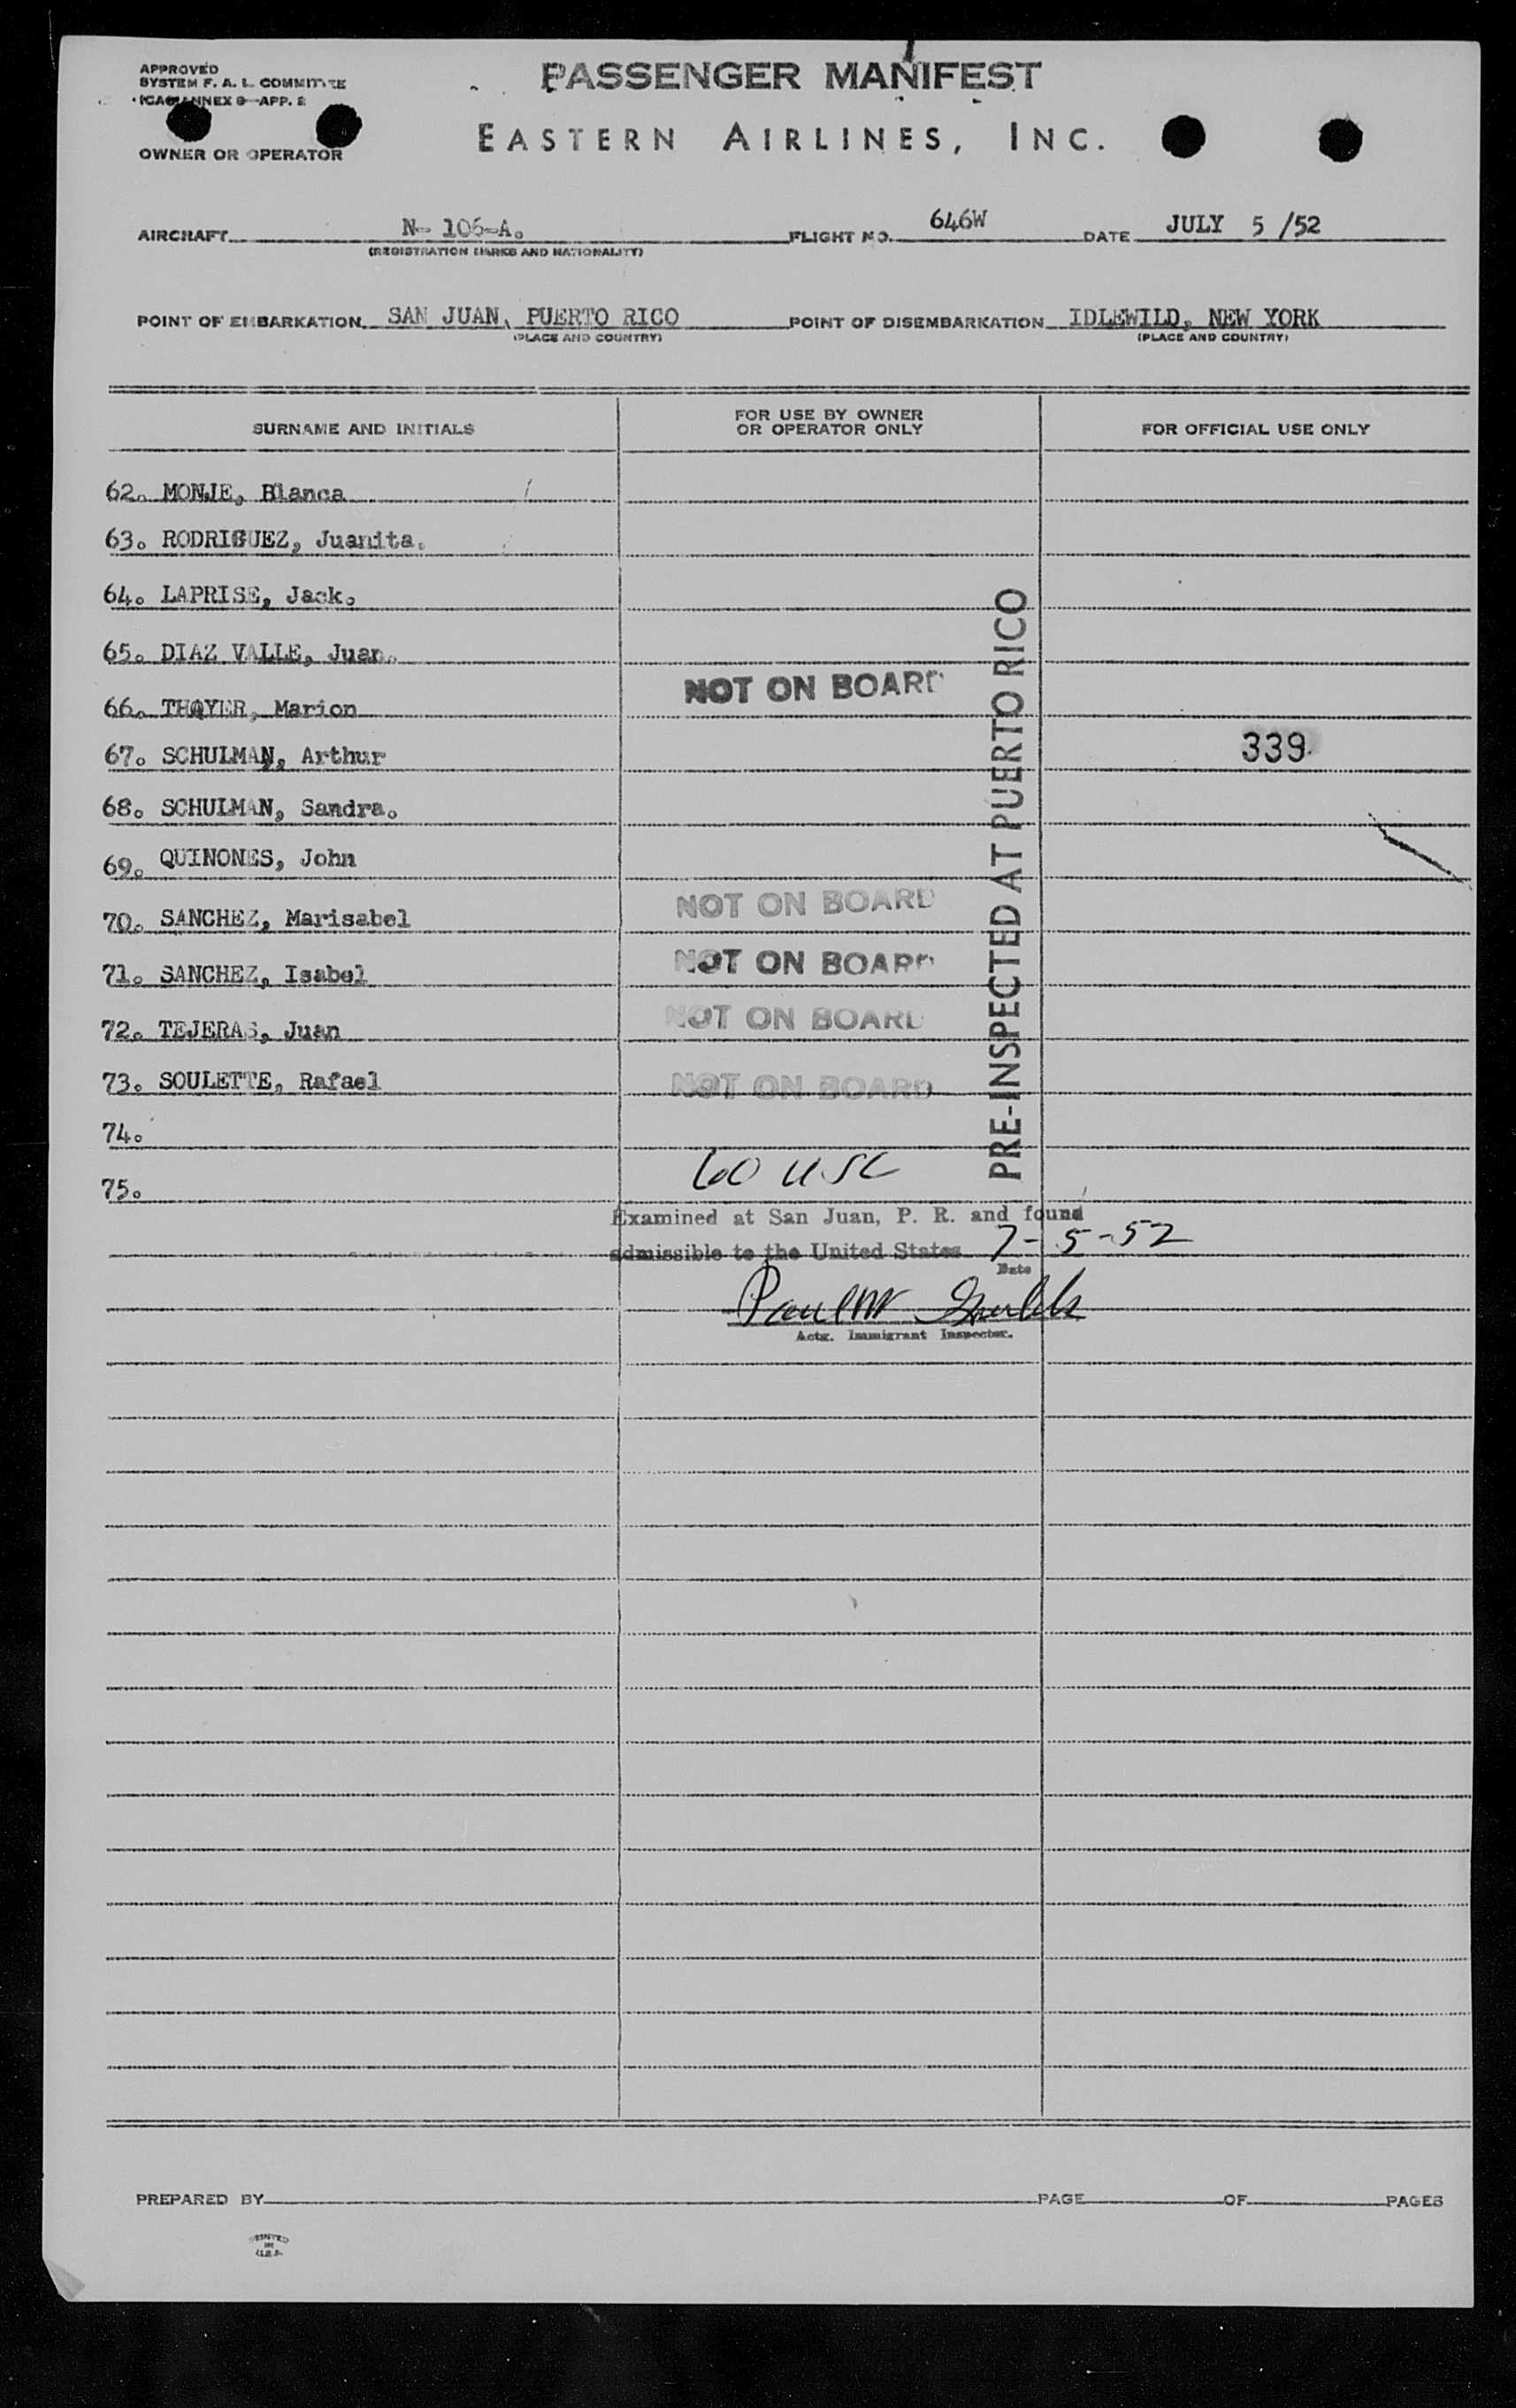 APPROVED
SYSTEM F. A. L. COMMITTEE
ICAO ANNEX 9—APP. 2
OWNER OR OPERATOR
PASSENGER MANIFEST
EASTERN AIRLINES, INC.
AIRCRAFT N- 106-A. FLIGHT NO. 646W DATE JULY 5 /52
(REGISTRATION MARKS AND NATIONALITY)
POINT OF EMBARKATION SAN JUAN, PUERTO RICO POINT OF DISEMBARKATION IDLEWILD, NEW YORK
(PLACE AND COUNTRY) (PLACE AND COUNTRY)
SURNAME AND INITIALS FOR USE BY OWNER OR OPERATOR ONLY FOR OFFICIAL USE ONLY
62. MONJE, Blanca
63. RODRIGUEZ, Juanita.
64. LAPRISE, Jack.
65. DIAZ VALLE, Juan.
66. THAYER, Marion NOT ON BOARD
67. SCHULMAN, Arthur 339
68. SCHULMAN, Sandra.
69. QUINONES, John
70. SANCHEZ, Marisabel NOT ON BOARD
71. SANCHEZ, Isabel NOT ON BOARD
72. TEJERAS, Juan NOT ON BOARD
73. SOULETTE, Rafael NOT ON BOARD
74.
75.
PRE-INSPECTED AT PUERTO RICO
60 USC
Examined at San Juan, P. R. and found
admissible to the United States 7-5-52
Date
Actg. Immigrant Inspector.
PREPARED BY PAGE OF PAGES
PRINTED
IN
U.S.A.